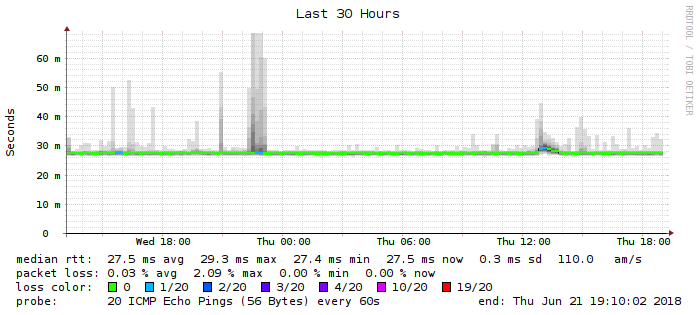 Last 30 Hours
RRDTOOL / TOBI OETIKER
Seconds
60 m
50 m
40 m
30 m
20 m
10 m
0
Wed 18:00 Thu 00:00 Thu 06:00 Thu 12:00 Thu 18:00
median rtt: 27.5 ms avg 29.3 ms max 27.4 ms min 27.5 ms now 0.3 ms sd 110.0 am/s
packet loss: 0.03 % avg 2.09 % max 0.00 % min 0.00 % now
loss color: 0 1/20 2/20 3/20 4/20 10/20 19/20
probe: 20 ICMP Echo Pings (56 Bytes) every 60s end: Thu Jun 21 19:10:02 2018